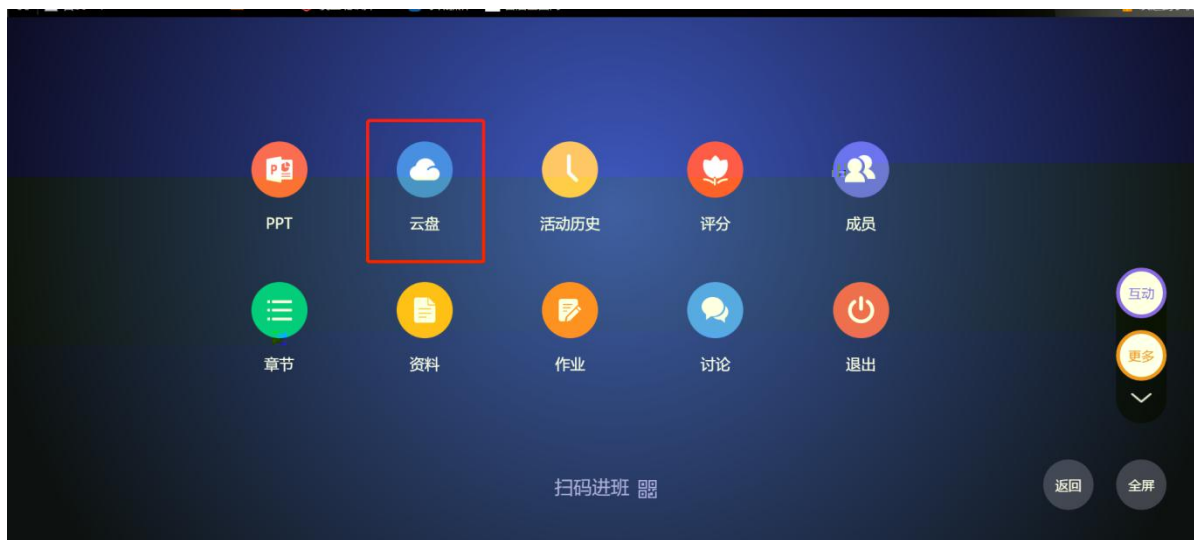 PPT
云盘
活动历史
评分
成员
互动
章节
资料
作业
讨论
退出
更多
扫码进班
返回
全屏